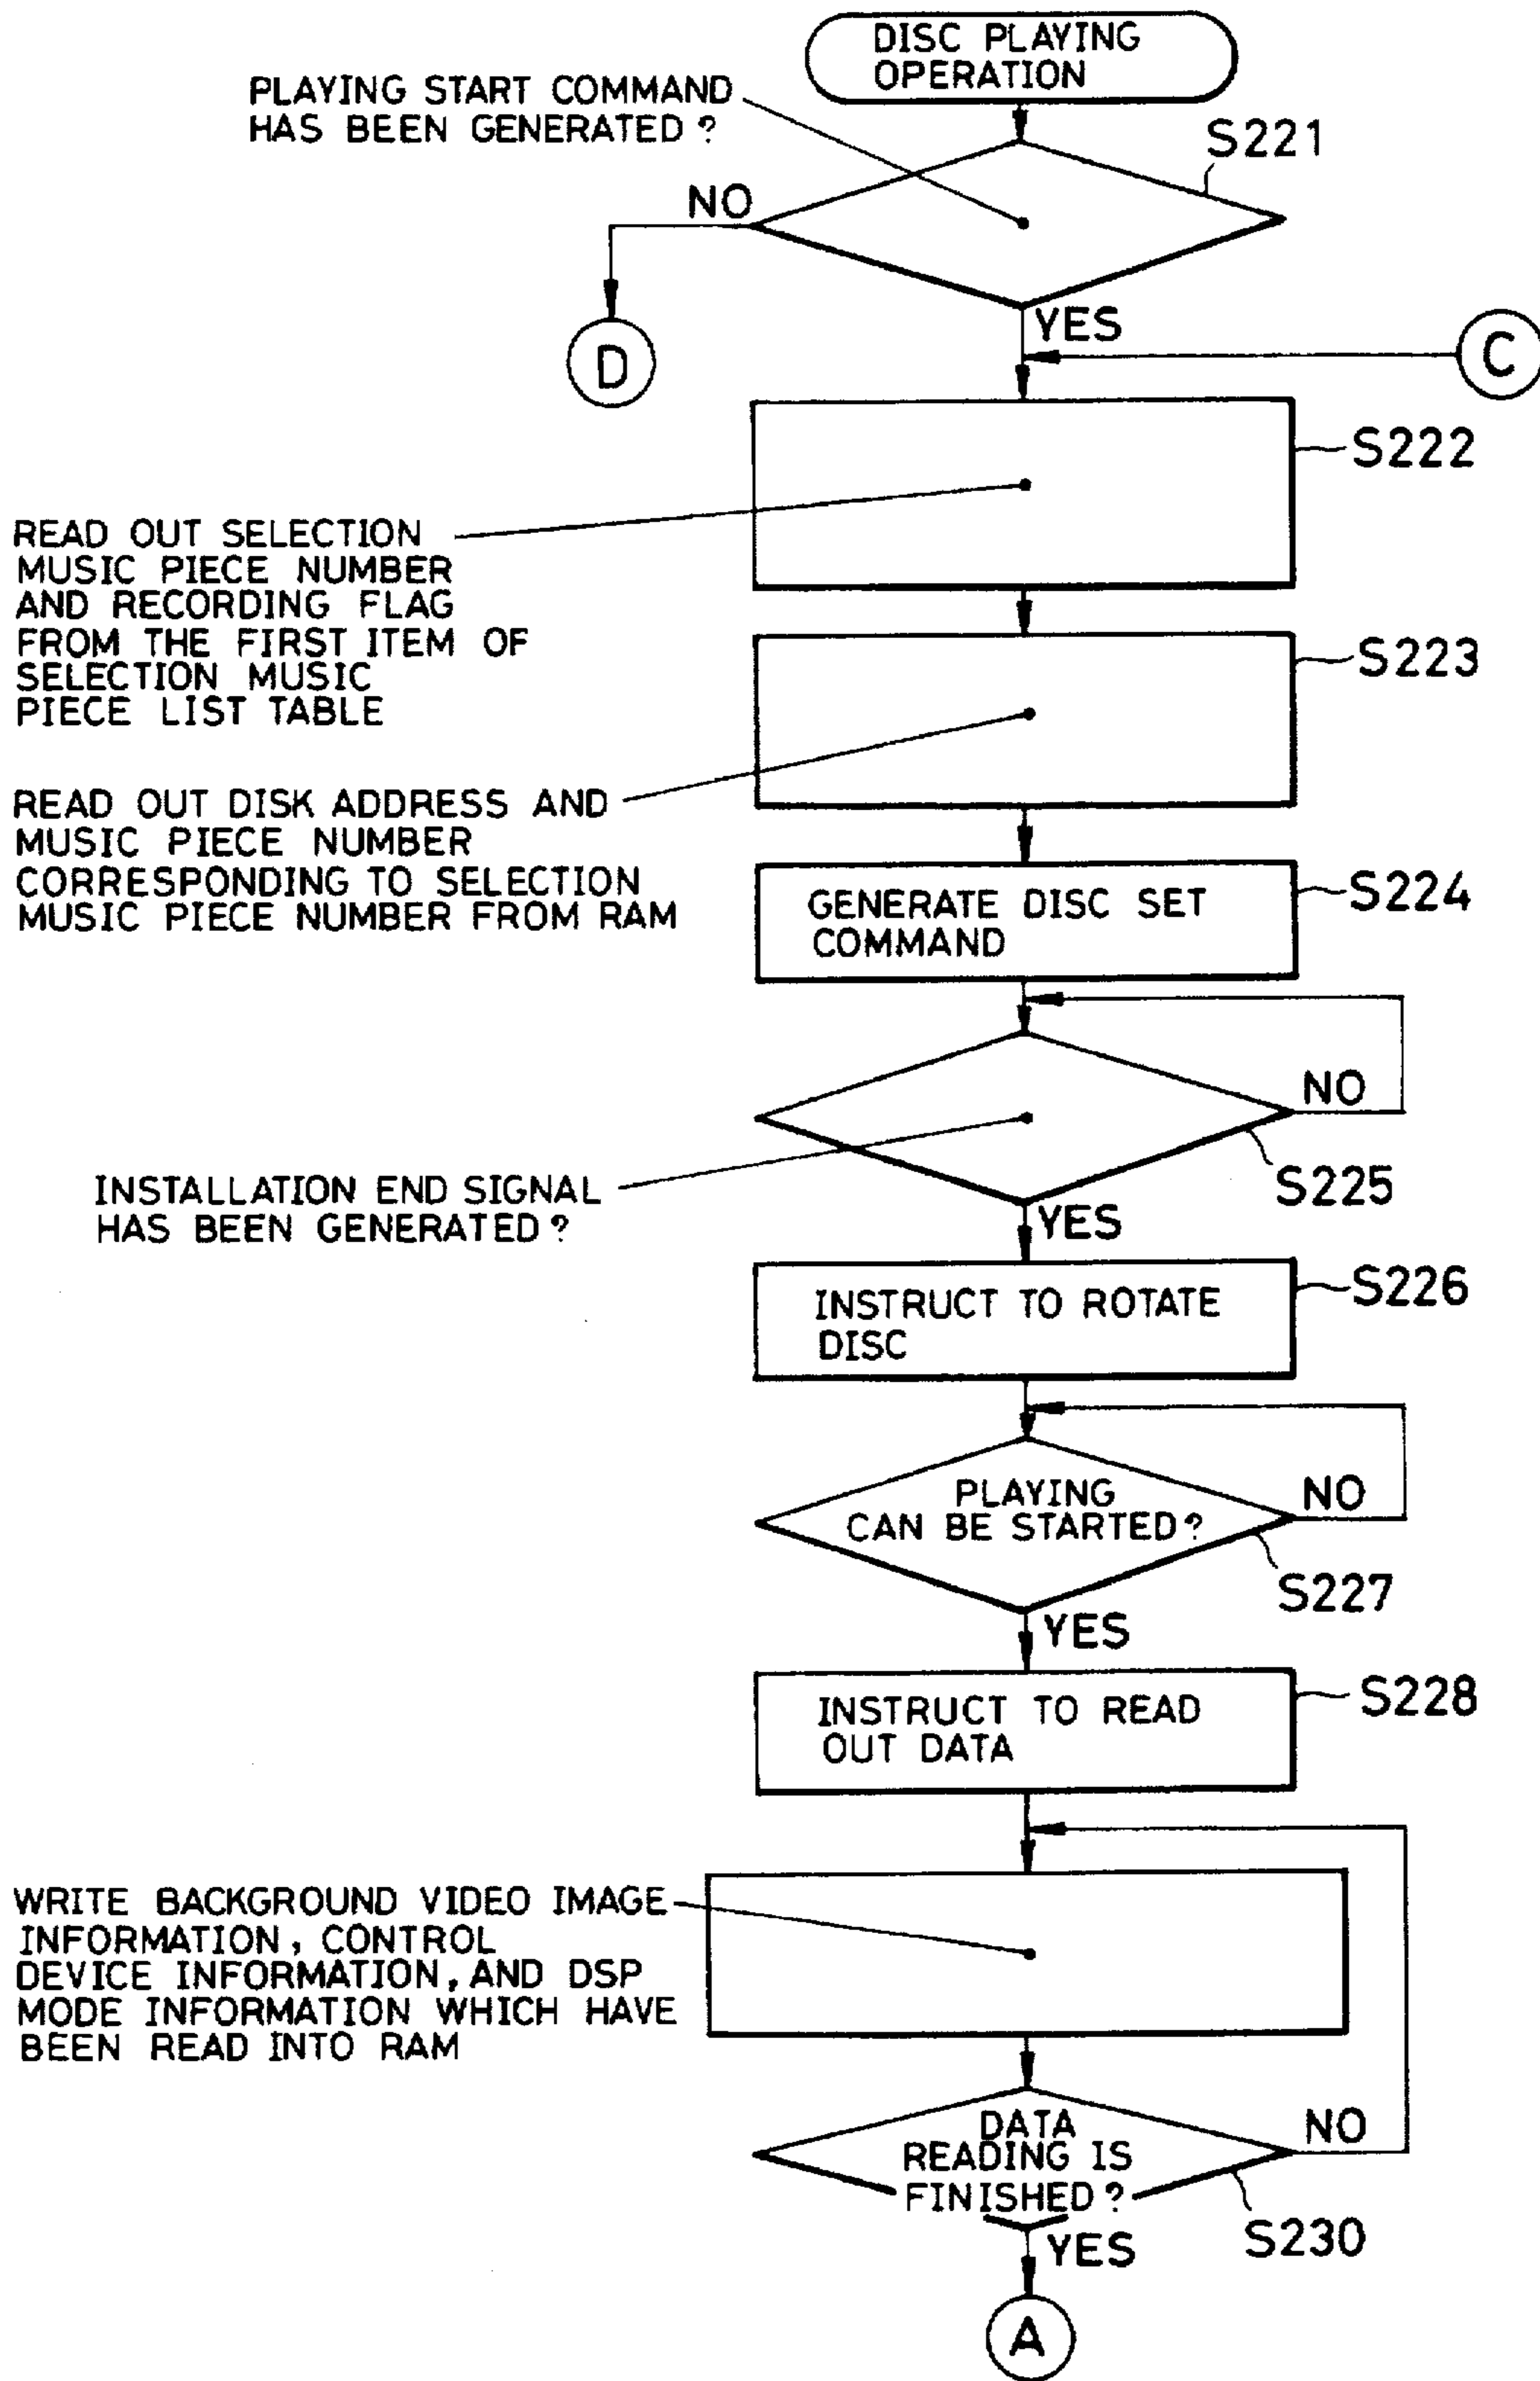 DISC PLAYING
OPERATION
PLAYING START COMMAND
HAS BEEN GENERATED?
S221
NO
YES
D
C
S222
READ OUT SELECTION
MUSIC PIECE NUMBER
AND RECORDING FLAG
FROM THE FIRST ITEM OF
SELECTION MUSIC
PIECE LIST TABLE
S223
READ OUT DISK ADDRESS AND
MUSIC PIECE NUMBER
CORRESPONDING TO SELECTION
MUSIC PIECE NUMBER FROM RAM
GENERATE DISC SET
COMMAND
S224
NO
INSTALLATION END SIGNAL
HAS BEEN GENERATED?
S225
YES
INSTRUCT TO ROTATE
DISC
S226
PLAYING
CAN BE STARTED?
NO
S227
YES
INSTRUCT TO READ
OUT DATA
S228
WRITE BACKGROUND VIDEO IMAGE
INFORMATION, CONTROL
DEVICE INFORMATION, AND DSP
MODE INFORMATION WHICH HAVE
BEEN READ INTO RAM
DATA
READING IS
FINISHED?
NO
S230
YES
A